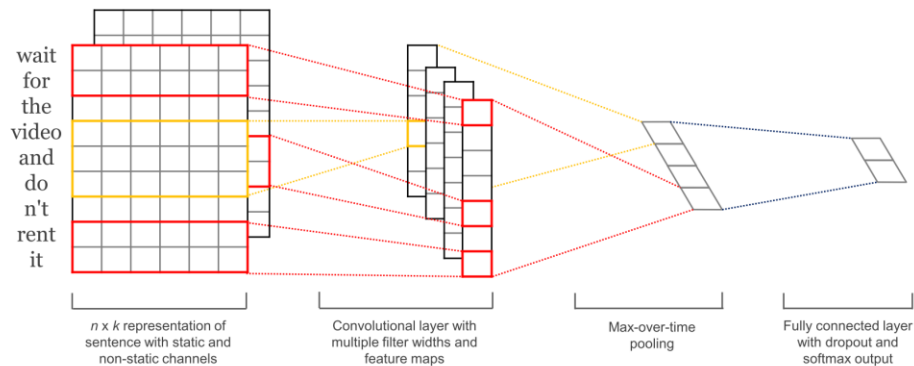 wait
for
the
video
and
do
n't
rent
it
n x k representation of
sentence with static and
non-static channels
Convolutional layer with
multiple filter widths and
feature maps
Max-over-time
pooling
Fully connected layer
with dropout and
softmax output